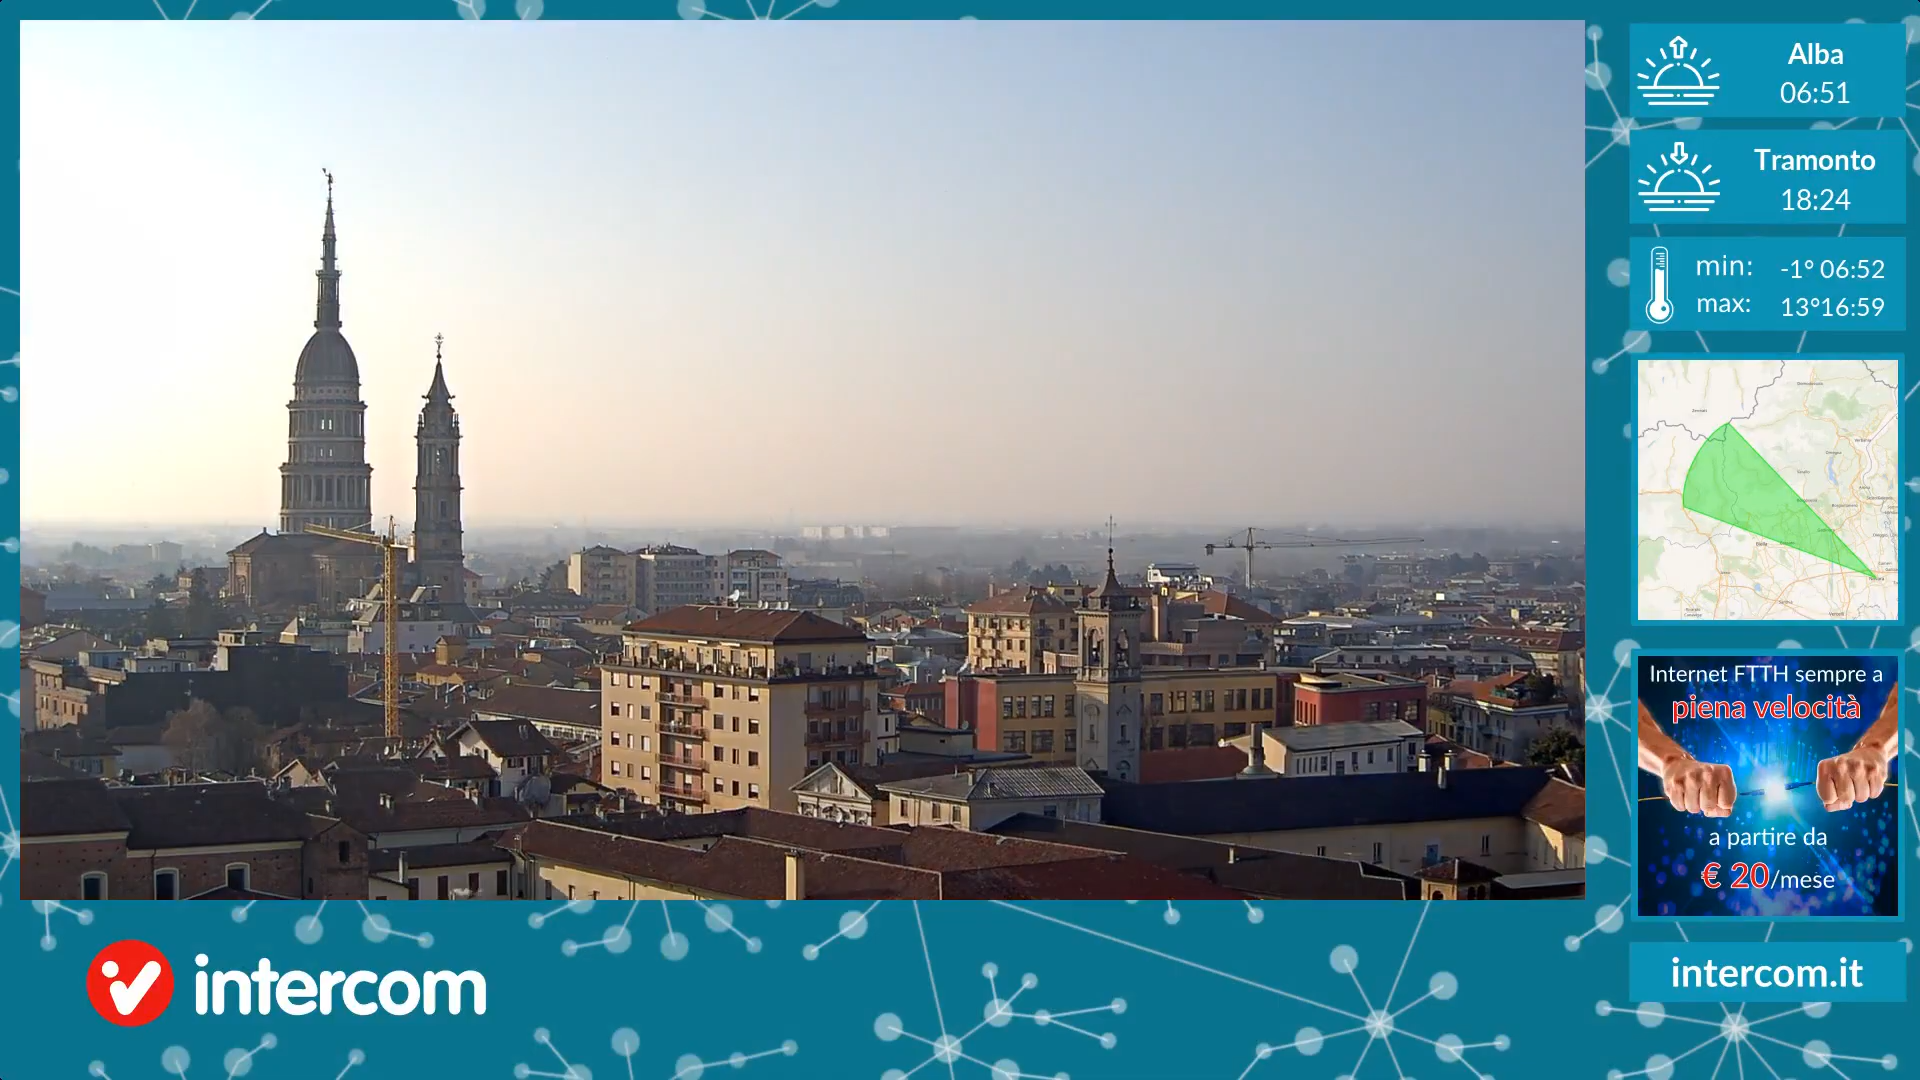 Alba
06:51
Tramonto
18:24
min: -1° 06:52
max: 13°16:59
Internet FTTH sempre a
piena velocità
a partire da
€ 20/mese
intercom
intercom.it